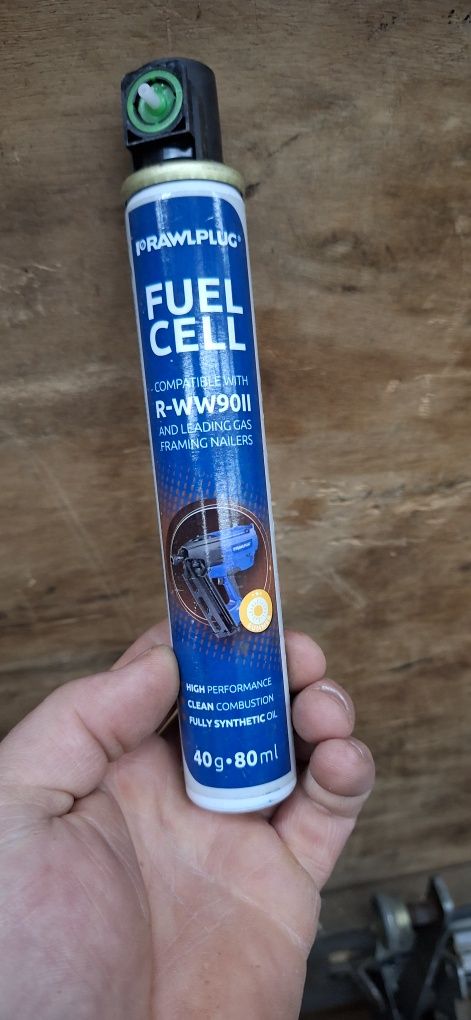 RAWLPLUG®
FUEL
CELL
- COMPATIBLE WITH
R-WW90II
AND LEADING GAS
FRAMING NAILERS
HIGH PERFORMANCE
CLEAN COMBUSTION
FULLY SYNTHETIC OIL
40g•80ml